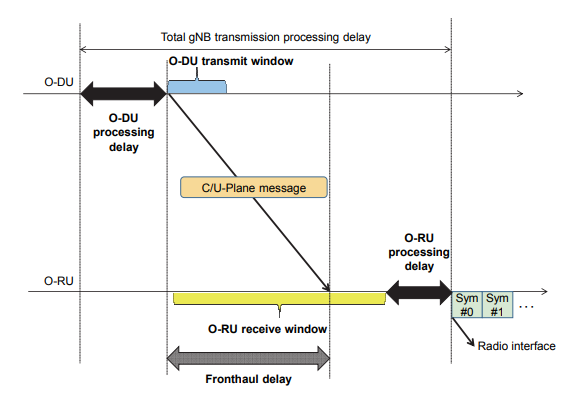 Total gNB transmission processing delay
O-DU transmit window
O-DU
O-DU
processing
delay
C/U-Plane message
O-RU
processing
delay
O-RU
Sym
#0
Sym
#1
...
O-RU receive window
Radio interface
Fronthaul delay